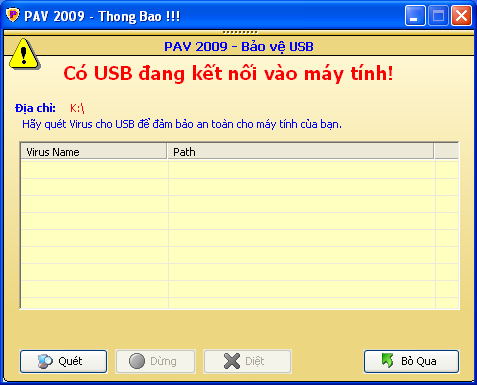 PAV 2009 - Thong Bao !!!
PAV 2009 - Bảo vệ USB
Có USB đang kết nối vào máy tính!
Địa chỉ: K:\
Hãy quét Virus cho USB để đảm bảo an toàn cho máy tính của bạn.
Virus Name Path
Quét Dừng Diệt Bỏ Qua